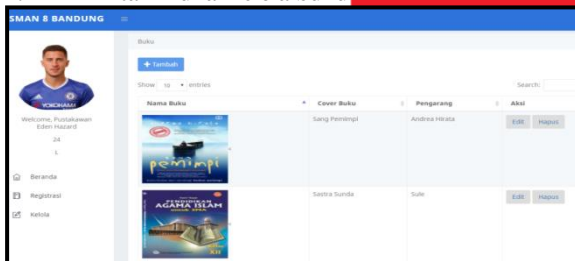 SMAN 8 BANDUNG
Buku
+ Tambah
Show 10 entries
Search:
Nama Buku
Cover Buku
Pengarang
Aksi
YOKOHAMA
Welcome, Pustakawan
Eden Hazard
24
L
Beranda
Registrasi
Kelola
pemimpi
Sang Pemimpi
Andrea Hirata
Edit
Hapus
PENDIDIKAN
AGAMA ISLAM
XII
Sastra Sunda
Sule
Edit
Hapus